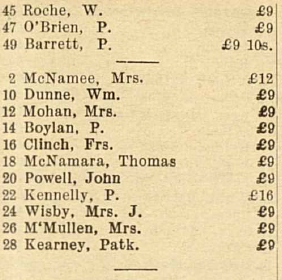 45 Roche, W. £9
47 O'Brien, P. £9
49 Barrett, P. £9 10s.
2 McNamee, Mrs. £12
10 Dunne, Wm. £9
12 Mohan, Mrs. £9
14 Boylan, P. £9
16 Clinch, Frs. £9
18 McNamara, Thomas £9
20 Powell, John £9
22 Kennelly, P. £16
24 Wisby, Mrs. J. £9
26 M'Mullen, Mrs. £9
28 Kearney, Patk. £9